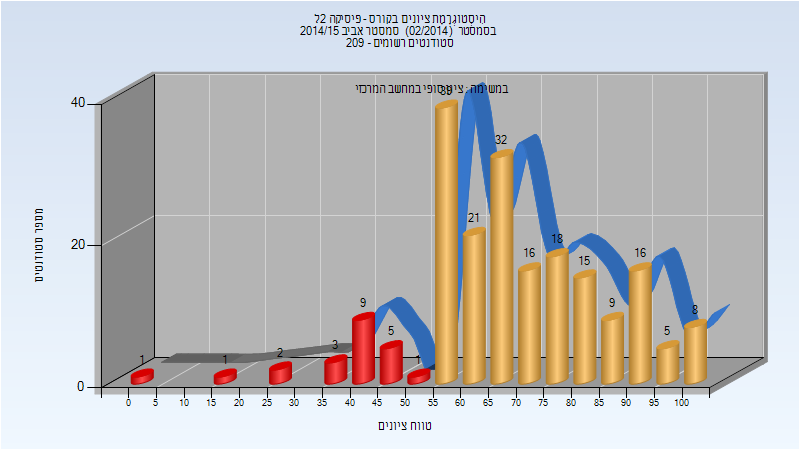 היסטוגרמת ציונים בקורס - פיסיקה 2ל
בסמסטר (02/2014) סמסטר אביב 2014/15
סטודנטים רשומים - 209
במשימה: ציון סופי במחשב המרכזי
מספר סטודנטים
40
20
0
1
1
2
3
9
5
1
39
21
32
16
18
15
9
16
5
8
0 5 10 15 20 25 30 35 40 45 50 55 60 65 70 75 80 85 90 95 100
טווח ציונים